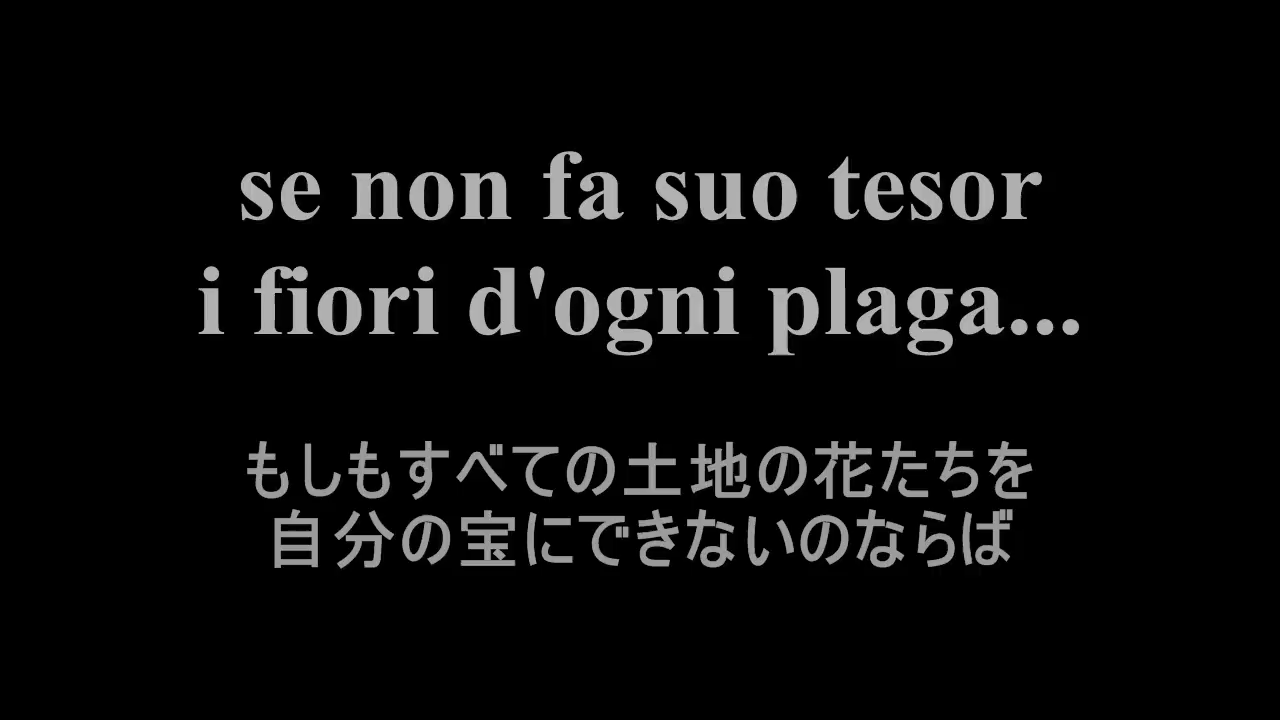 se non fa suo tesor
i fiori d'ogni plaga...
もしもすべての土地の花たちを
自分の宝にできないのならば